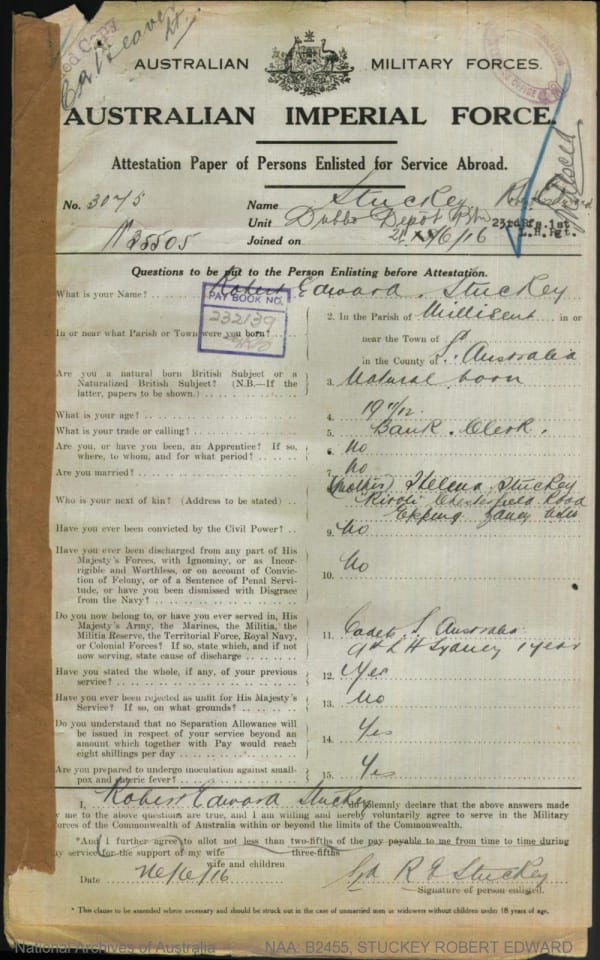 AUSTRALIAN MILITARY FORCES.
AUSTRALIAN IMPERIAL FORCE.
Attestation Paper of Persons Enlisted for Service Abroad.
No. 3075 Name Stuckey Robert Edward
Unit Dubbo Depot Btn 23rd Rfs. 1st L.H.Rgt.
N25505 Joined on 6/16
Questions to be put to the Person Enlisting before Attestation.
What is your Name? Robert Edward Stuckey
PAY BOOK NO.
232139
2. In the Parish of Millicent in or
In or near what Parish or Town were you born? near the Town of
in the County of S. Australia
Are you a natural born British Subject or a
Naturalized British Subject? (N.B.—If the 3. Natural born
latter, papers to be shown.)
What is your age? 4. 19
What is your trade or calling? 5. Bank Clerk.
Are you, or have you been, an Apprentice? If so, 6. No
where, to whom, and for what period?
Are you married? 7. No
(Mother) Helena Stuckey
Who is your next of kin? (Address to be stated) Chesterfield Road
Epping
Have you ever been convicted by the Civil Power? 9. No
Have you ever been discharged from any part of His
Majesty's Forces, with Ignominy, or as Incor-
rigible and Worthless, or on account of Convic-
tion of Felony, or of a Sentence of Penal Servi- 10. No
tude, or have you been Dismissed with Disgrace
from the Navy?
Do you now belong to, or have you ever served in, His
Majesty's Army, the Marines, the Militia, the
Militia Reserve, the Territorial Force, Royal Navy, 11. Cadets S. Australia
or Colonial Forces? If so, state which, and if not L H Sydney 1 year
now serving, state cause of discharge
Have you stated the whole, if any, of your previous 12. Yes
service?
Have you ever been rejected as unfit for His Majesty's 13. No
Service? If so, on what grounds?
Do you understand that no Separation Allowance will
be issued in respect of your service beyond an 14. Yes
amount which together with Pay would reach
eight shillings per day
Are you prepared to undergo inoculation against small- 15. Yes
pox and enteric fever?
I, Robert Edward Stuckey do solemnly declare that the above answers made
by me to the above questions are true, and I am willing and hereby voluntarily agree to serve in the Military
Forces of the Commonwealth of Australia within or beyond the limits of the Commonwealth.
*And I further agree to allot not less than two-fifths of the pay payable to me from time to time during
three-fifths
my service for the support of my wife
wife and children
Date /6/16 Sgd R E Stuckey
Signature of person enlisted.
* This clause to be amended where necessary and should be struck out in the case of unmarried men or widowers without children under 18 years of age.
National Archives of Australia NAA: B2455, STUCKEY ROBERT EDWARD